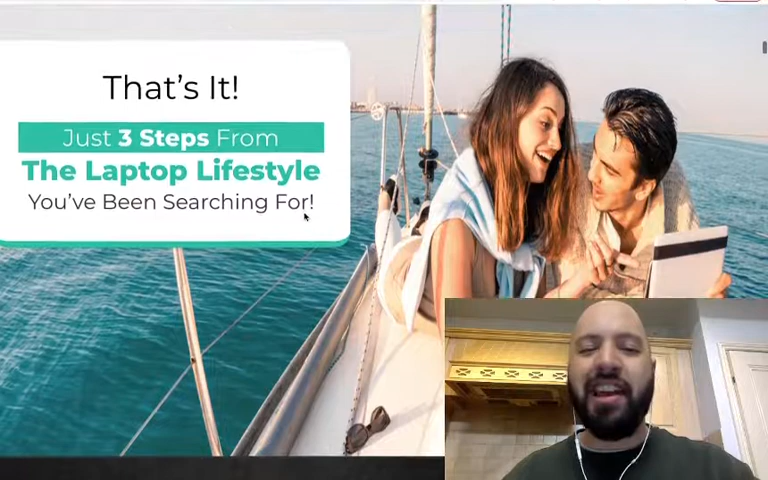 That's It!
Just 3 Steps From
The Laptop Lifestyle
You've Been Searching For!